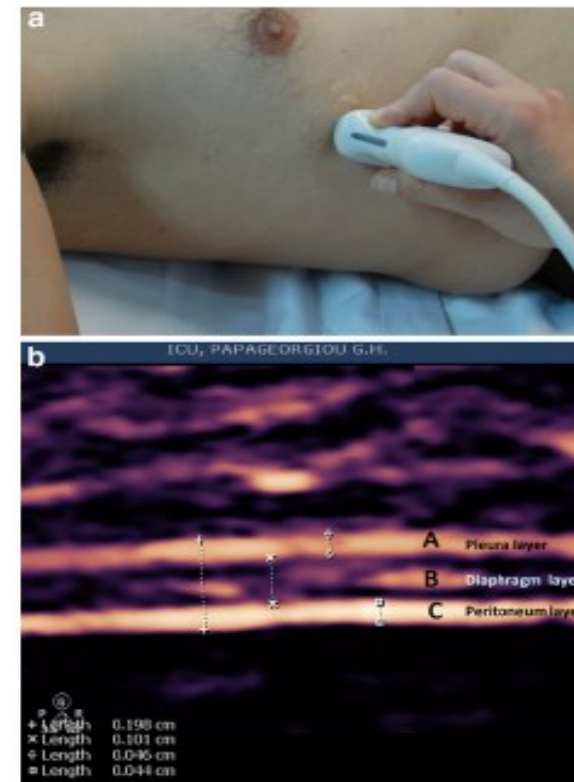 a
b
ICU, PAPAGEORGIOU G.H.
A Pleura layer
B Diaphragm laye
C Peritoneum laye
+ Length 0.198 cm
× Length 0.101 cm
Length 0.046 cm
Length 0.044 cm